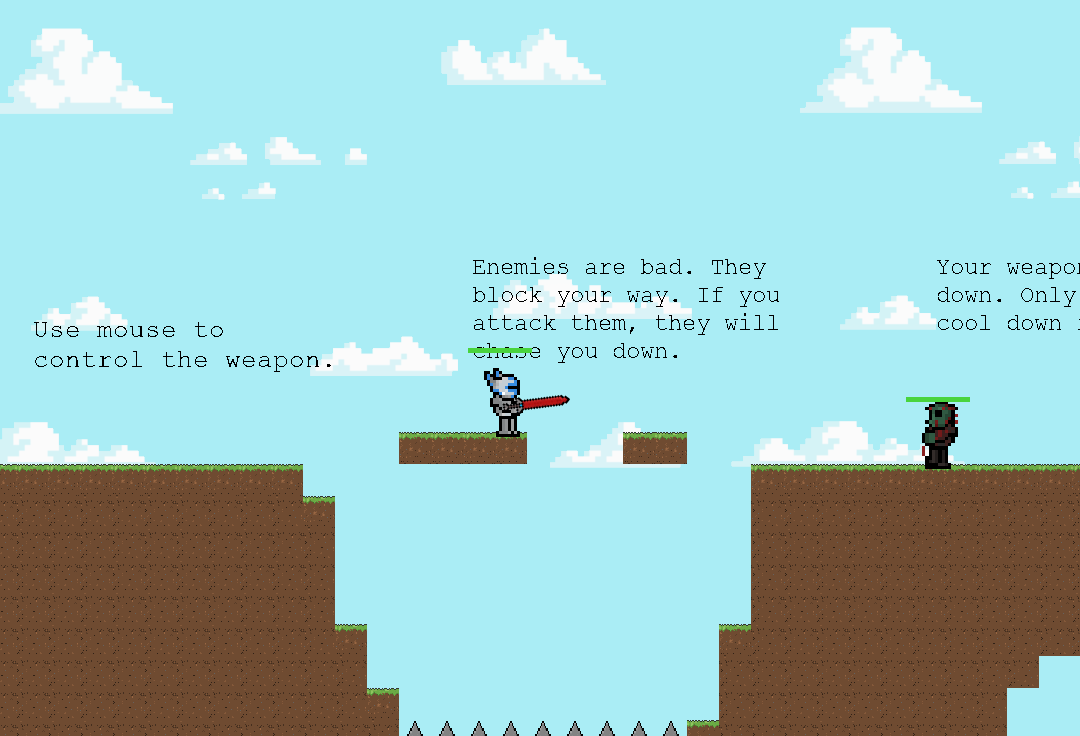 Use mouse to
control the weapon.
Enemies are bad. They
block your way. If you
attack them, they will
chase you down.
Your weapon
down. Only
cool down